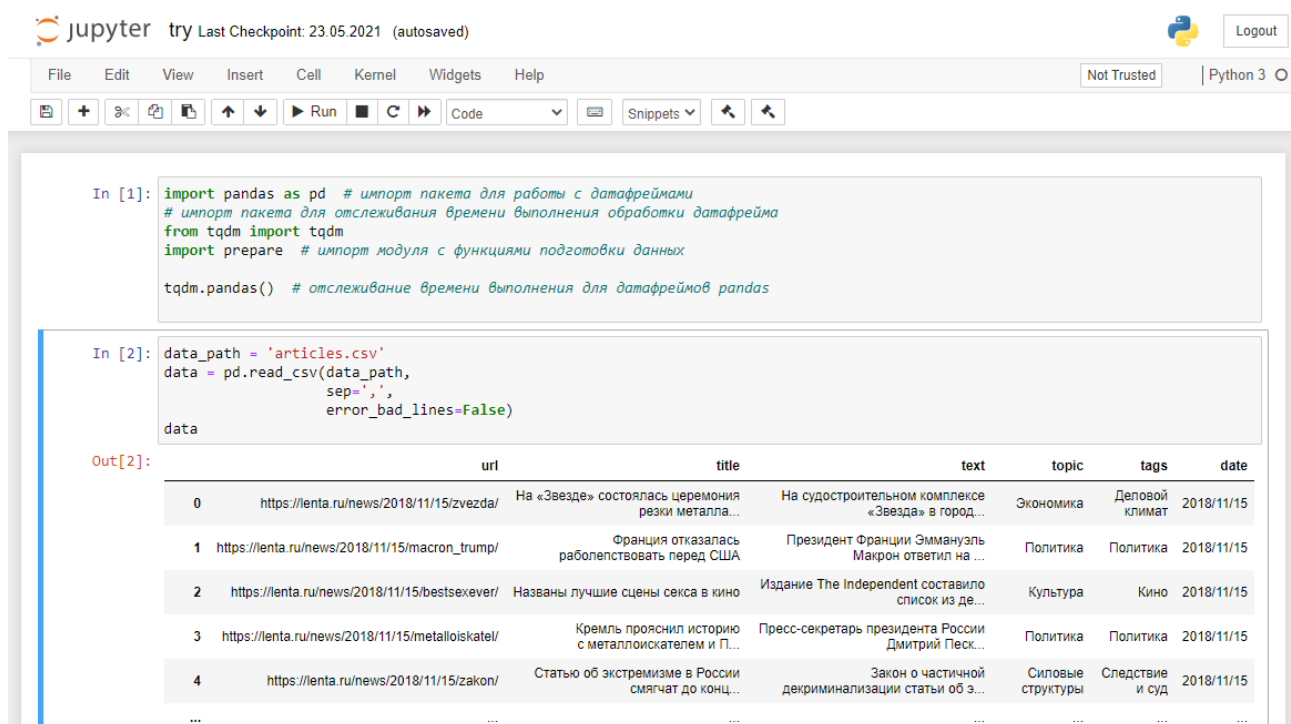 jupyter try Last Checkpoint: 23.05.2021 (autosaved) Logout
File Edit View Insert Cell Kernel Widgets Help Not Trusted Python 3
Run Code Snippets
In [1]: import pandas as pd # импорт пакета для работы с датафреймами
# импорт пакета для отслеживания времени выполнения обработки датафрейма
from tqdm import tqdm
import prepare # импорт модуля с функциями подготовки данных
tqdm.pandas() # отслеживание времени выполнения для датафреймов pandas
In [2]: data_path = 'articles.csv'
data = pd.read_csv(data_path,
sep=',',
error_bad_lines=False)
data
Out[2]:
url title text topic tags date
0 https://lenta.ru/news/2018/11/15/zvezda/ На «Звезде» состоялась церемония резки металла... На судостроительном комплексе «Звезда» в город... Экономика Деловой климат 2018/11/15
1 https://lenta.ru/news/2018/11/15/macron_trump/ Франция отказалась раболепствовать перед США Президент Франции Эммануэль Макрон ответил на ... Политика Политика 2018/11/15
2 https://lenta.ru/news/2018/11/15/bestsexever/ Названы лучшие сцены секса в кино Издание The Independent составило список из де... Культура Кино 2018/11/15
3 https://lenta.ru/news/2018/11/15/metalloiskatel/ Кремль прояснил историю с металлоискателем и П... Пресс-секретарь президента России Дмитрий Песк... Политика Политика 2018/11/15
4 https://lenta.ru/news/2018/11/15/zakon/ Статью об экстремизме в России смягчат до конц... Закон о частичной декриминализации статьи об э... Силовые структуры Следствие и суд 2018/11/15
... ... ... ... ... ... ...